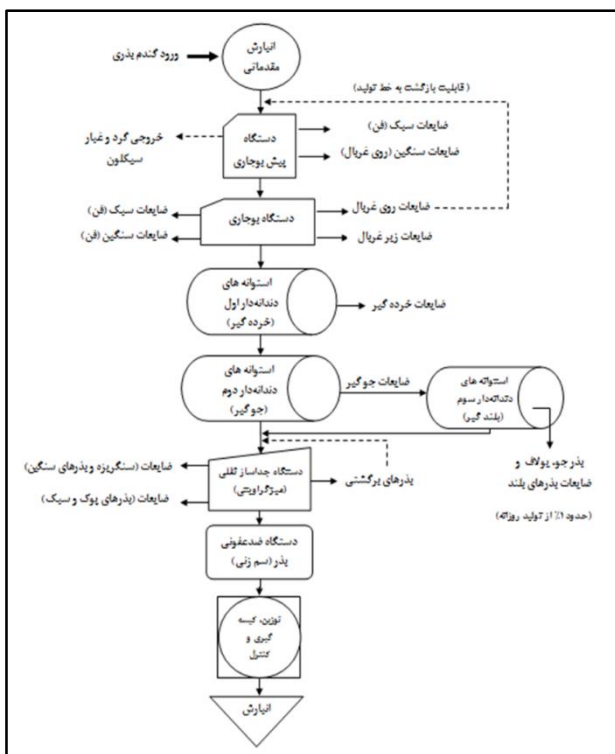 ورود گندم بذری
انبارش
مقدماتی
(قابلیت بازگشت به خط تولید)
ضایعات سبک (فن)
ضایعات سنگین (روی غربال)
دستگاه
پیش بوجاری
خروجی گرد و غبار
سیکلون
ضایعات روی غربال
ضایعات زیر غربال
دستگاه بوجاری
ضایعات سبک (فن)
ضایعات سنگین (فن)
استوانه های
دندانه‌دار اول
(خرده گیر)
ضایعات خرده گیر
استوانه های
دندانه‌دار دوم
(جو گیر)
ضایعات جو گیر
استوانه های
دندانه‌دار سوم
(بلند گیر)
بذر جو، یولاف و
ضایعات بذرهای بلند
(حدود ۱٪ از تولید روزانه)
بذرهای برگشتی
دستگاه جداساز ثقلی
(میزگراویتی)
ضایعات (سنگریزه و بذرهای سنگین)
ضایعات (بذرهای پوک و سبک)
دستگاه ضدعفونی
بذر (سم زنی)
توزین، کیسه
گیری و
کنترل
انبارش